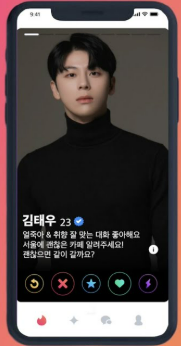 9:41
김태우 23
얼죽아 & 취향 잘 맞는 대화 좋아해요
서울에 괜찮은 카페 알려주세요!
괜찮으면 같이 갈까요?